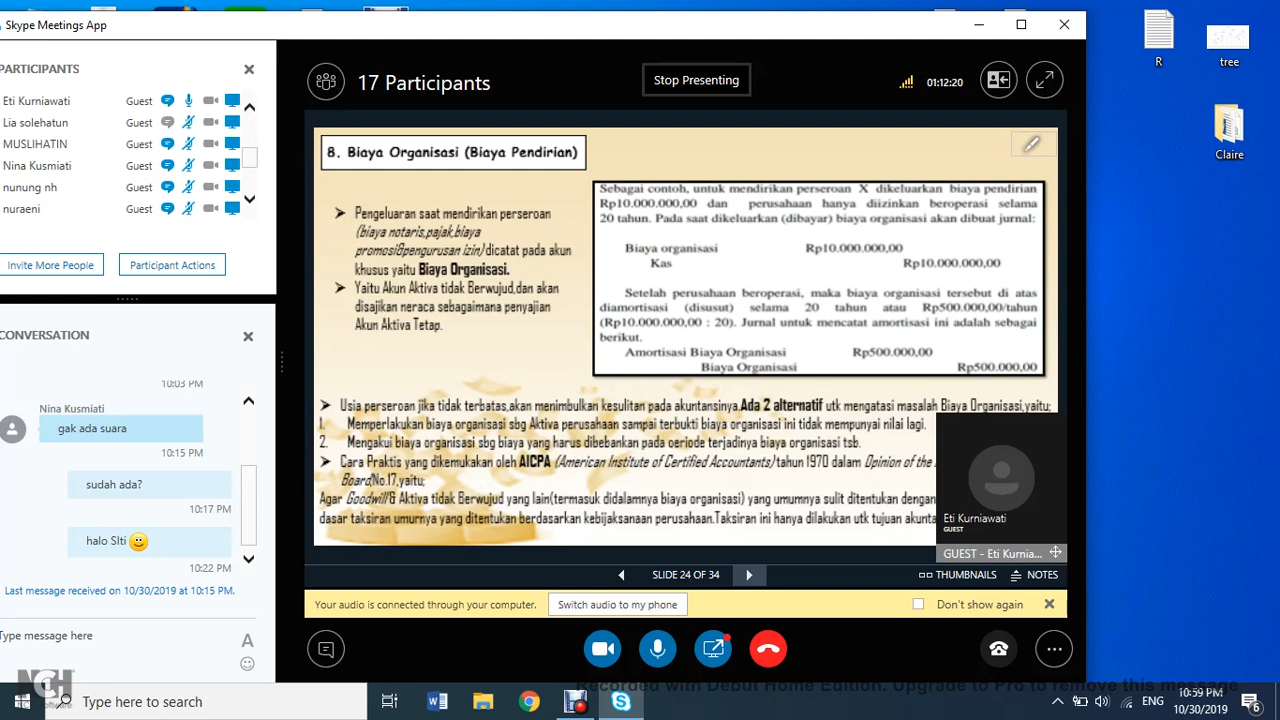 Skype Meetings App
PARTICIPANTS
Eti Kurniawati Guest
Lia solehatun Guest
MUSLIHATIN Guest
Nina Kusmiati Guest
nunung nh Guest
nuraeni Guest
Invite More People
Participant Actions
CONVERSATION
10:03 PM
Nina Kusmiati
gak ada suara
10:15 PM
sudah ada?
10:17 PM
halo SIti
10:22 PM
Last message received on 10/30/2019 at 10:15 PM.
Type message here
17 Participants
Stop Presenting
01:12:20
8. Biaya Organisasi (Biaya Pendirian)
Pengeluaran saat mendirikan perseroan
(biaya notaris,pajak,biaya
promosi&pengurusan izin)dicatat pada akun
khusus yaitu Biaya Organisasi.
Yaitu Akun Aktiva tidak Berwujud,dan akan
disajikan neraca sebagaimana penyajian
Akun Aktiva Tetap.
Sebagai contoh, untuk mendirikan perseroan X dikeluarkan biaya pendirian
Rp10.000.000,00 dan perusahaan hanya diizinkan beroperasi selama
20 tahun. Pada saat dikeluarkan (dibayar) biaya organisasi akan dibuat jurnal:
Biaya organisasi Rp10.000.000,00
Kas Rp10.000.000,00
Setelah perusahaan beroperasi, maka biaya organisasi tersebut di atas
diamortisasi (disusut) selama 20 tahun atau Rp500.000,00/tahun
(Rp10.000.000,00 : 20). Jurnal untuk mencatat amortisasi ini adalah sebagai
berikut.
Amortisasi Biaya Organisasi Rp500.000,00
Biaya Organisasi Rp500.000,00
Usia perseroan jika tidak terbatas,akan menimbulkan kesulitan pada akuntansinya.Ada 2 alternatif utk mengatasi masalah Biaya Organisasi,yaitu;
1. Memperlakukan biaya organisasi sbg Aktiva perusahaan sampai terbukti biaya organisasi ini tidak mempunyai nilai lagi.
2. Mengakui biaya organisasi sbg biaya yang harus dibebankan pada oeriode terjadinya biaya organisasi tsb.
Cara Praktis yang dikemukakan oleh AICPA (American Institute of Certified Accountants)tahun 1970 dalam Opinion of the
Board,No.17,yaitu;
Agar Goodwill & Aktiva tidak Berwujud yang lain(termasuk didalamnya biaya organisasi) yang umumnya sulit ditentukan dengan
dasar taksiran umurnya yang ditentukan berdasarkan kebijaksanaan perusahaan.Taksiran ini hanya dilakukan utk tujuan akunta
Eti Kurniawati
GUEST
GUEST - Eti Kurnia...
SLIDE 24 OF 34
THUMBNAILS
NOTES
Your audio is connected through your computer.
Switch audio to my phone
Don't show again
R
tree
Claire
NCH
Software
Recorded with Debut Home Edition. Upgrade to Pro to remove this message
Type here to search
ENG
10:59 PM
10/30/2019
6